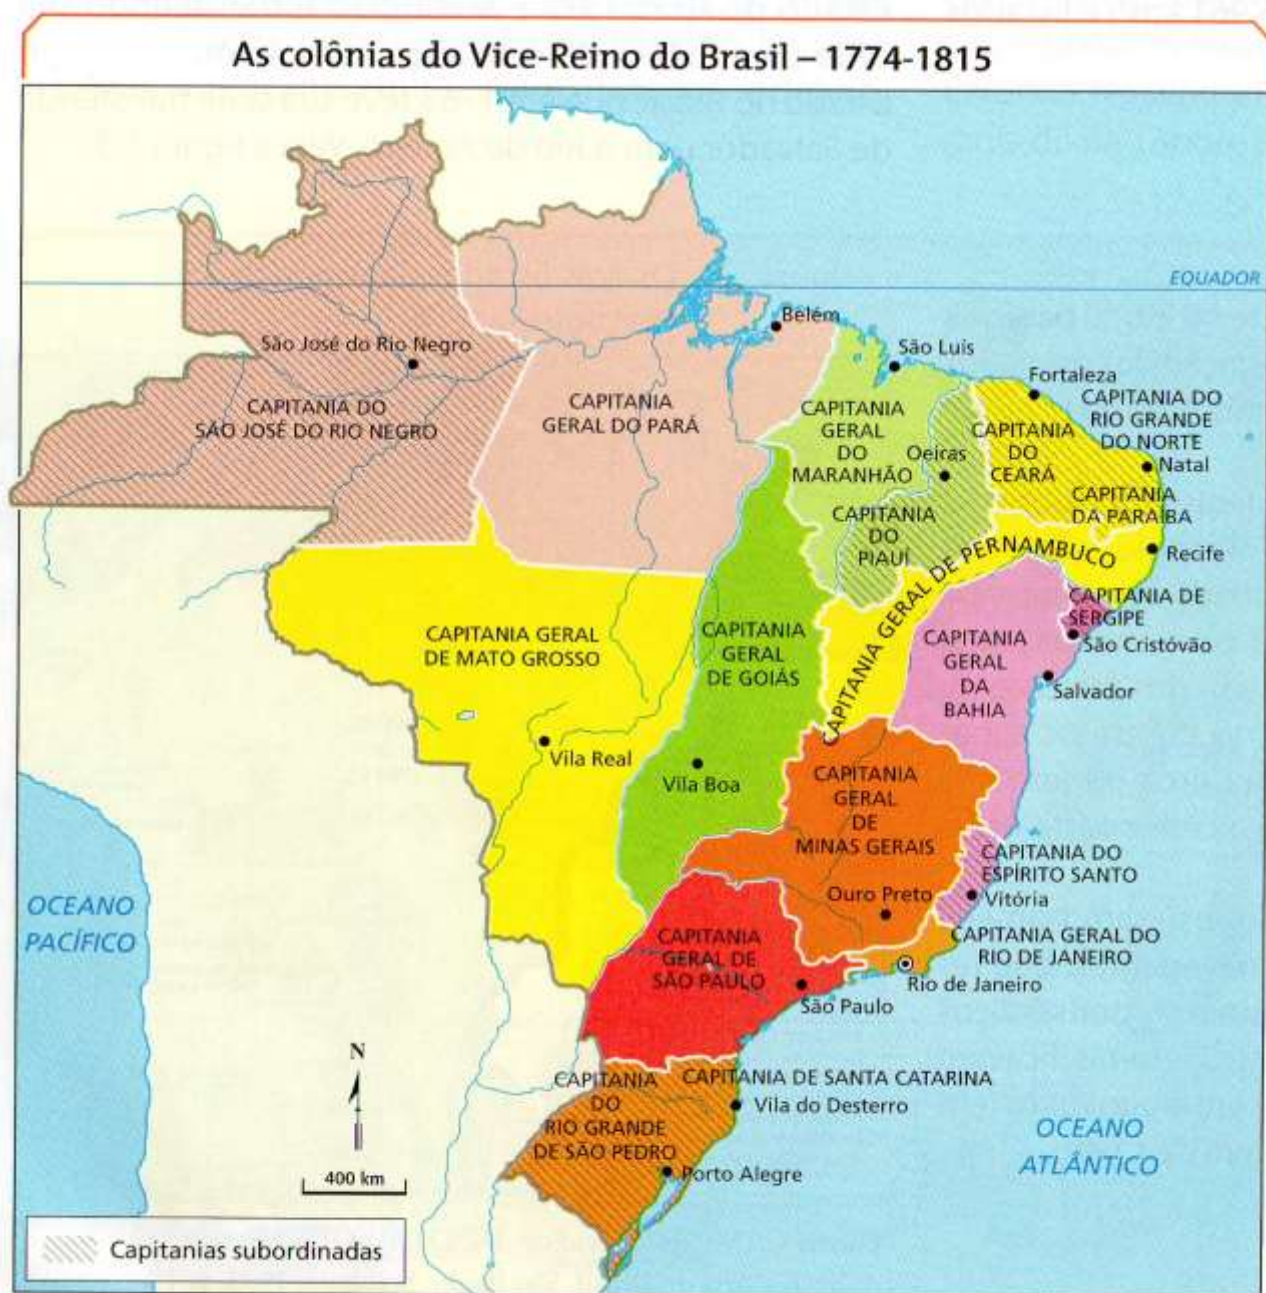 As colônias do Vice-Reino do Brasil – 1774-1815
EQUADOR
Belém
São José do Rio Negro
São Luís
Fortaleza
CAPITANIA DO
SÃO JOSÉ DO RIO NEGRO
CAPITANIA
GERAL DO PARÁ
CAPITANIA
GERAL
DO
MARANHÃO
Oeiras
CAPITANIA
DO
CEARÁ
CAPITANIA DO
RIO GRANDE
DO NORTE
Natal
CAPITANIA
DA PARAÍBA
CAPITANIA
DO
PIAUÍ
CAPITANIA GERAL DE PERNAMBUCO
Recife
CAPITANIA DE
SERGIPE
São Cristóvão
CAPITANIA GERAL
DE MATO GROSSO
CAPITANIA
GERAL
DE GOIÁS
CAPITANIA
GERAL
DA
BAHIA
Salvador
Vila Real
Vila Boa
CAPITANIA
GERAL
DE
MINAS GERAIS
Ouro Preto
CAPITANIA DO
ESPÍRITO SANTO
Vitória
OCEANO
PACÍFICO
CAPITANIA
GERAL DE
SÃO PAULO
São Paulo
CAPITANIA GERAL DO
RIO DE JANEIRO
Rio de Janeiro
N
400 km
CAPITANIA
DO
RIO GRANDE
DE SÃO PEDRO
CAPITANIA DE SANTA CATARINA
Vila do Desterro
Porto Alegre
OCEANO
ATLÂNTICO
Capitanias subordinadas